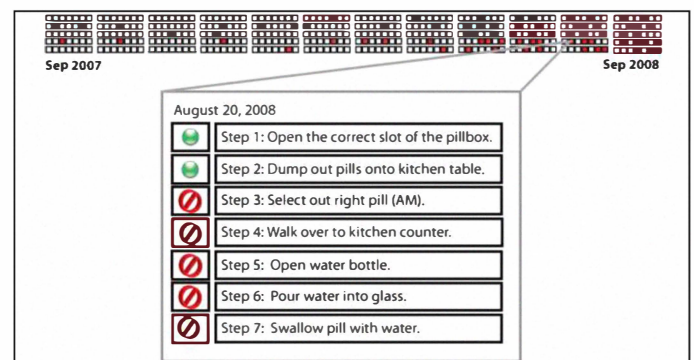 Sep 2007
Sep 2008
August 20, 2008
Step 1: Open the correct slot of the pillbox.
Step 2: Dump out pills onto kitchen table.
Step 3: Select out right pill (AM).
Step 4: Walk over to kitchen counter.
Step 5: Open water bottle.
Step 6: Pour water into glass.
Step 7: Swallow pill with water.